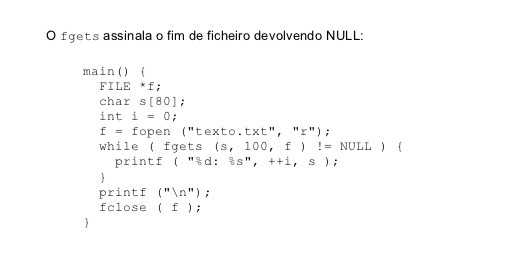 O fgets assinala o fim de ficheiro devolvendo NULL:
main() {
FILE *f;
char s[80];
int i = 0;
f = fopen ("texto.txt", "r");
while ( fgets (s, 100, f ) != NULL ) {
printf ( "%d: %s", ++i, s );
}
printf ("\n");
fclose ( f );
}